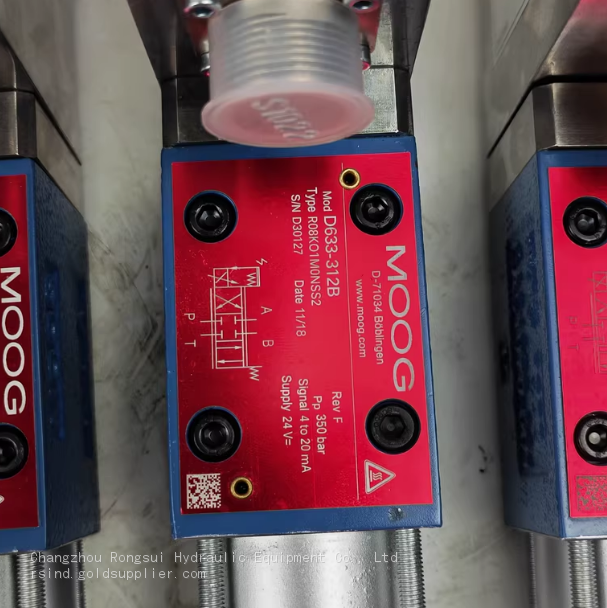 MOOG
D-71034 Böblingen
www.moog.com
Mod D633-312B
Type R08KO1M0NSS2
S/N D30127 Date 11/18
A B
P T
Rev F
Pp 350 bar
Signal 4 to 20 mA
Supply 24 V=
MOOG
Changzhou Rongsui Hydraulic Equipment Co., Ltd
rsind.goldsupplier.com